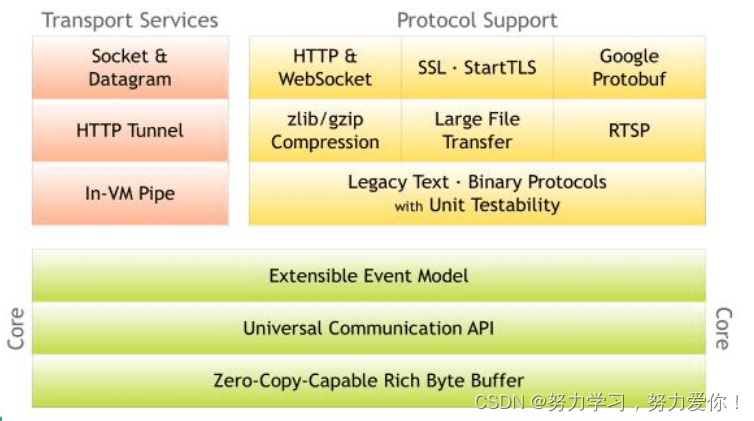 Transport Services
Protocol Support
Socket &
Datagram
HTTP &
WebSocket
SSL · StartTLS
Google
Protobuf
HTTP Tunnel
zlib/gzip
Compression
Large File
Transfer
RTSP
In-VM Pipe
Legacy Text · Binary Protocols
with Unit Testability
Core
Extensible Event Model
Universal Communication API
Zero-Copy-Capable Rich Byte Buffer
Core
CSDN @努力学习，努力爱你！